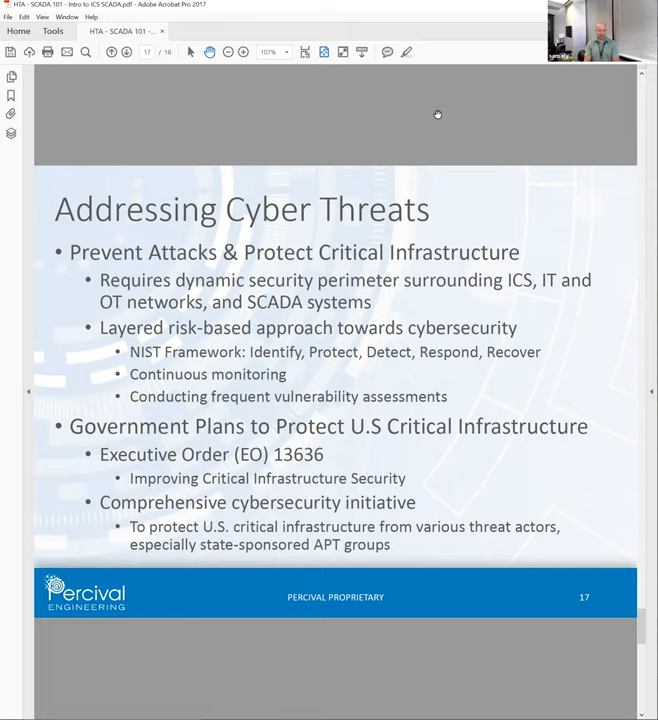 HTA - SCADA 101 - Intro to ICS SCADA.pdf - Adobe Acrobat Pro 2017
File Edit View Window Help
Home Tools HTA - SCADA 101 -... ×
17 / 18 107%
Addressing Cyber Threats
• Prevent Attacks & Protect Critical Infrastructure
• Requires dynamic security perimeter surrounding ICS, IT and
OT networks, and SCADA systems
• Layered risk-based approach towards cybersecurity
• NIST Framework: Identify, Protect, Detect, Respond, Recover
• Continuous monitoring
• Conducting frequent vulnerability assessments
• Government Plans to Protect U.S Critical Infrastructure
• Executive Order (EO) 13636
• Improving Critical Infrastructure Security
• Comprehensive cybersecurity initiative
• To protect U.S. critical infrastructure from various threat actors,
especially state-sponsored APT groups
Percival
ENGINEERING
PERCIVAL PROPRIETARY
17